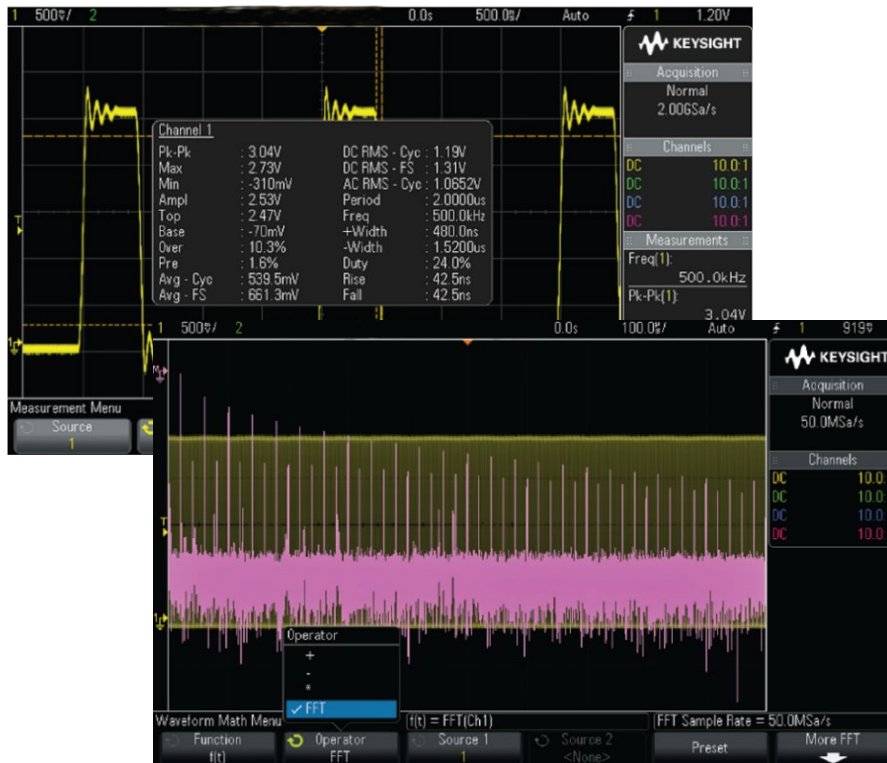 1 500▿/ 2 0.0s 500.0▿/ Auto 1 1.20V
KEYSIGHT
Acquisition
Normal
2.00GSa/s
Channels
DC 10.0:1
DC 10.0:1
DC 10.0:1
DC 10.0:1
Measurements
Freq(1):
500.0kHz
Pk-Pk(1):
3.04V
Channel 1
Pk-Pk : 3.04V DC RMS - Cyc : 1.19V
Max : 2.73V DC RMS - FS : 1.31V
Min : -310mV AC RMS - Cyc : 1.0652V
Ampl : 2.53V Period : 2.0000us
Top : 2.47V Freq : 500.0kHz
Base : -70mV +Width : 480.0ns
Over : 10.3% -Width : 1.5200us
Pre : 1.6% Duty : 24.0%
Avg - Cyc : 539.5mV Rise : 42.5ns
Avg - FS : 661.3mV Fall : 42.5ns
T
1
Measurement Menu
Source
1
1 500▿/ 2 0.0s 100.0▿/ Auto 1 919▿
KEYSIGHT
Acquisition
Normal
50.0MSa/s
Channels
DC 10.0:
DC 10.0:
DC 10.0:
DC 10.0:
M
T
1
Operator
+
-
*
✓ FFT
Waveform Math Menu f(t) = FFT(Ch1) FFT Sample Rate = 50.0MSa/s
Function Operator Source 1 Source 2 Preset More FFT
f(t) FFT 1 <None>